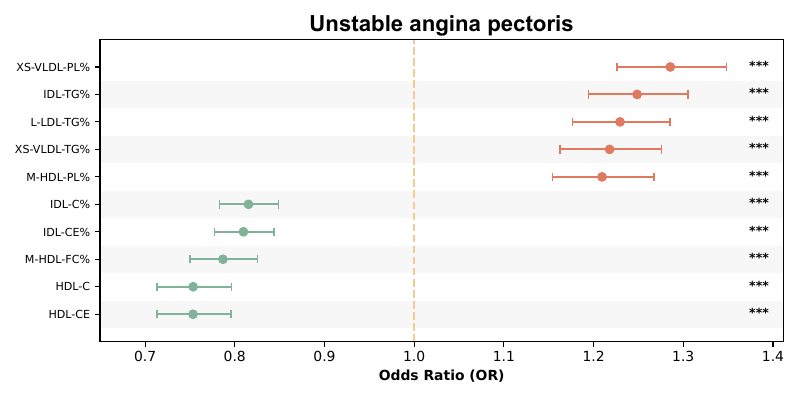 Unstable angina pectoris
XS-VLDL-PL% ***
IDL-TG% ***
L-LDL-TG% ***
XS-VLDL-TG% ***
M-HDL-PL% ***
IDL-C% ***
IDL-CE% ***
M-HDL-FC% ***
HDL-C ***
HDL-CE ***
0.7 0.8 0.9 1.0 1.1 1.2 1.3 1.4
Odds Ratio (OR)